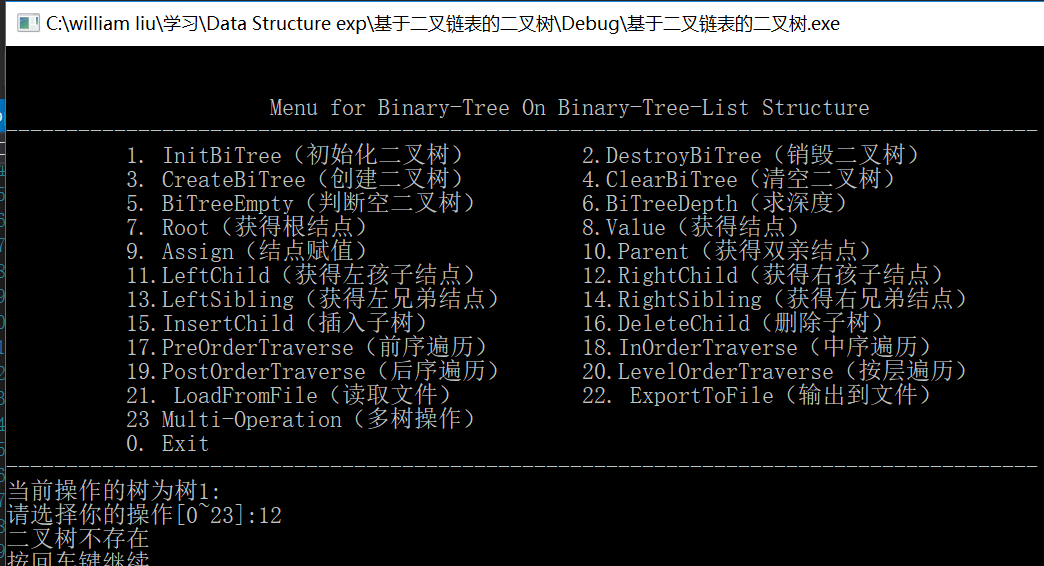 C:\william liu\学习\Data Structure exp\基于二叉链表的二叉树\Debug\基于二叉链表的二叉树.exe
Menu for Binary-Tree On Binary-Tree-List Structure
1. InitBiTree（初始化二叉树） 2.DestroyBiTree（销毁二叉树）
3. CreateBiTree（创建二叉树） 4.ClearBiTree（清空二叉树）
5. BiTreeEmpty（判断空二叉树） 6.BiTreeDepth（求深度）
7. Root（获得根结点） 8.Value（获得结点）
9. Assign（结点赋值） 10.Parent（获得双亲结点）
11.LeftChild（获得左孩子结点） 12.RightChild（获得右孩子结点）
13.LeftSibling（获得左兄弟结点） 14.RightSibling（获得右兄弟结点）
15.InsertChild（插入子树） 16.DeleteChild（删除子树）
17.PreOrderTraverse（前序遍历） 18.InOrderTraverse（中序遍历）
19.PostOrderTraverse（后序遍历） 20.LevelOrderTraverse（按层遍历）
21. LoadFromFile（读取文件） 22. ExportToFile（输出到文件）
23 Multi-Operation（多树操作）
0. Exit
当前操作的树为树1:
请选择你的操作[0~23]:12
二叉树不存在
按回车键继续